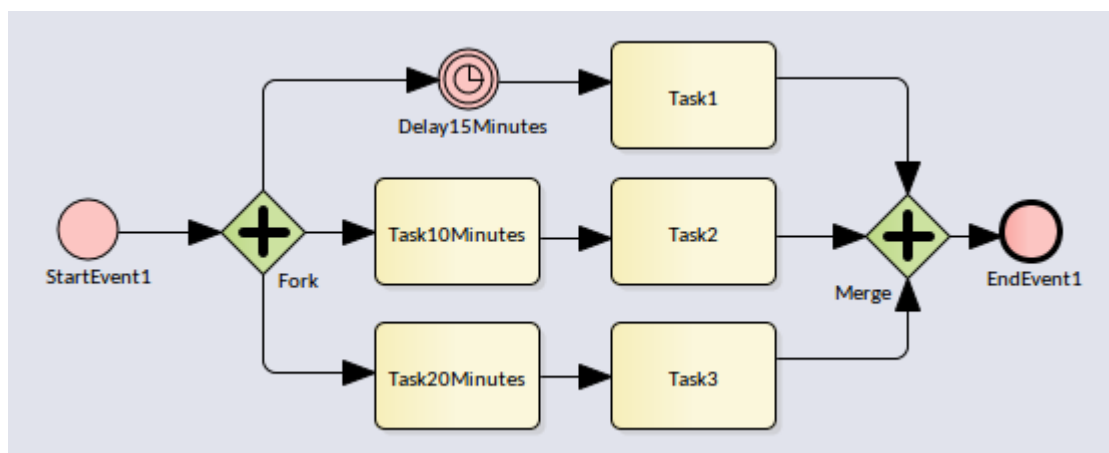 Task1
Delay15Minutes
Task10Minutes
Task2
StartEvent1
Fork
Merge
EndEvent1
Task20Minutes
Task3